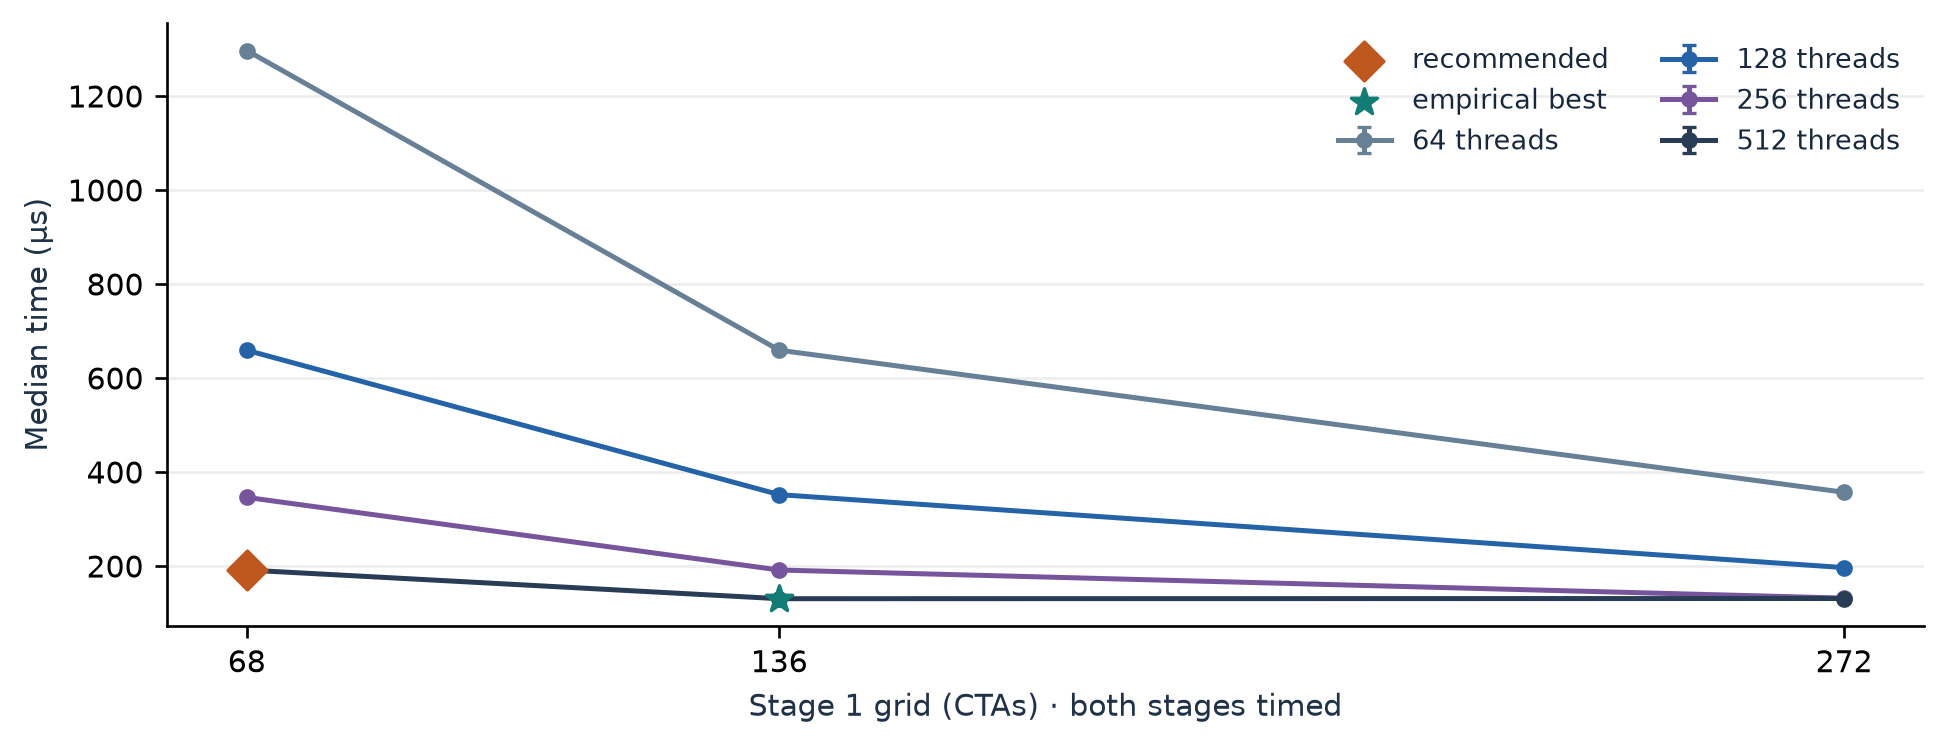 recommended
empirical best
64 threads
128 threads
256 threads
512 threads
Median time (µs)
1200
1000
800
600
400
200
68
136
272
Stage 1 grid (CTAs) · both stages timed